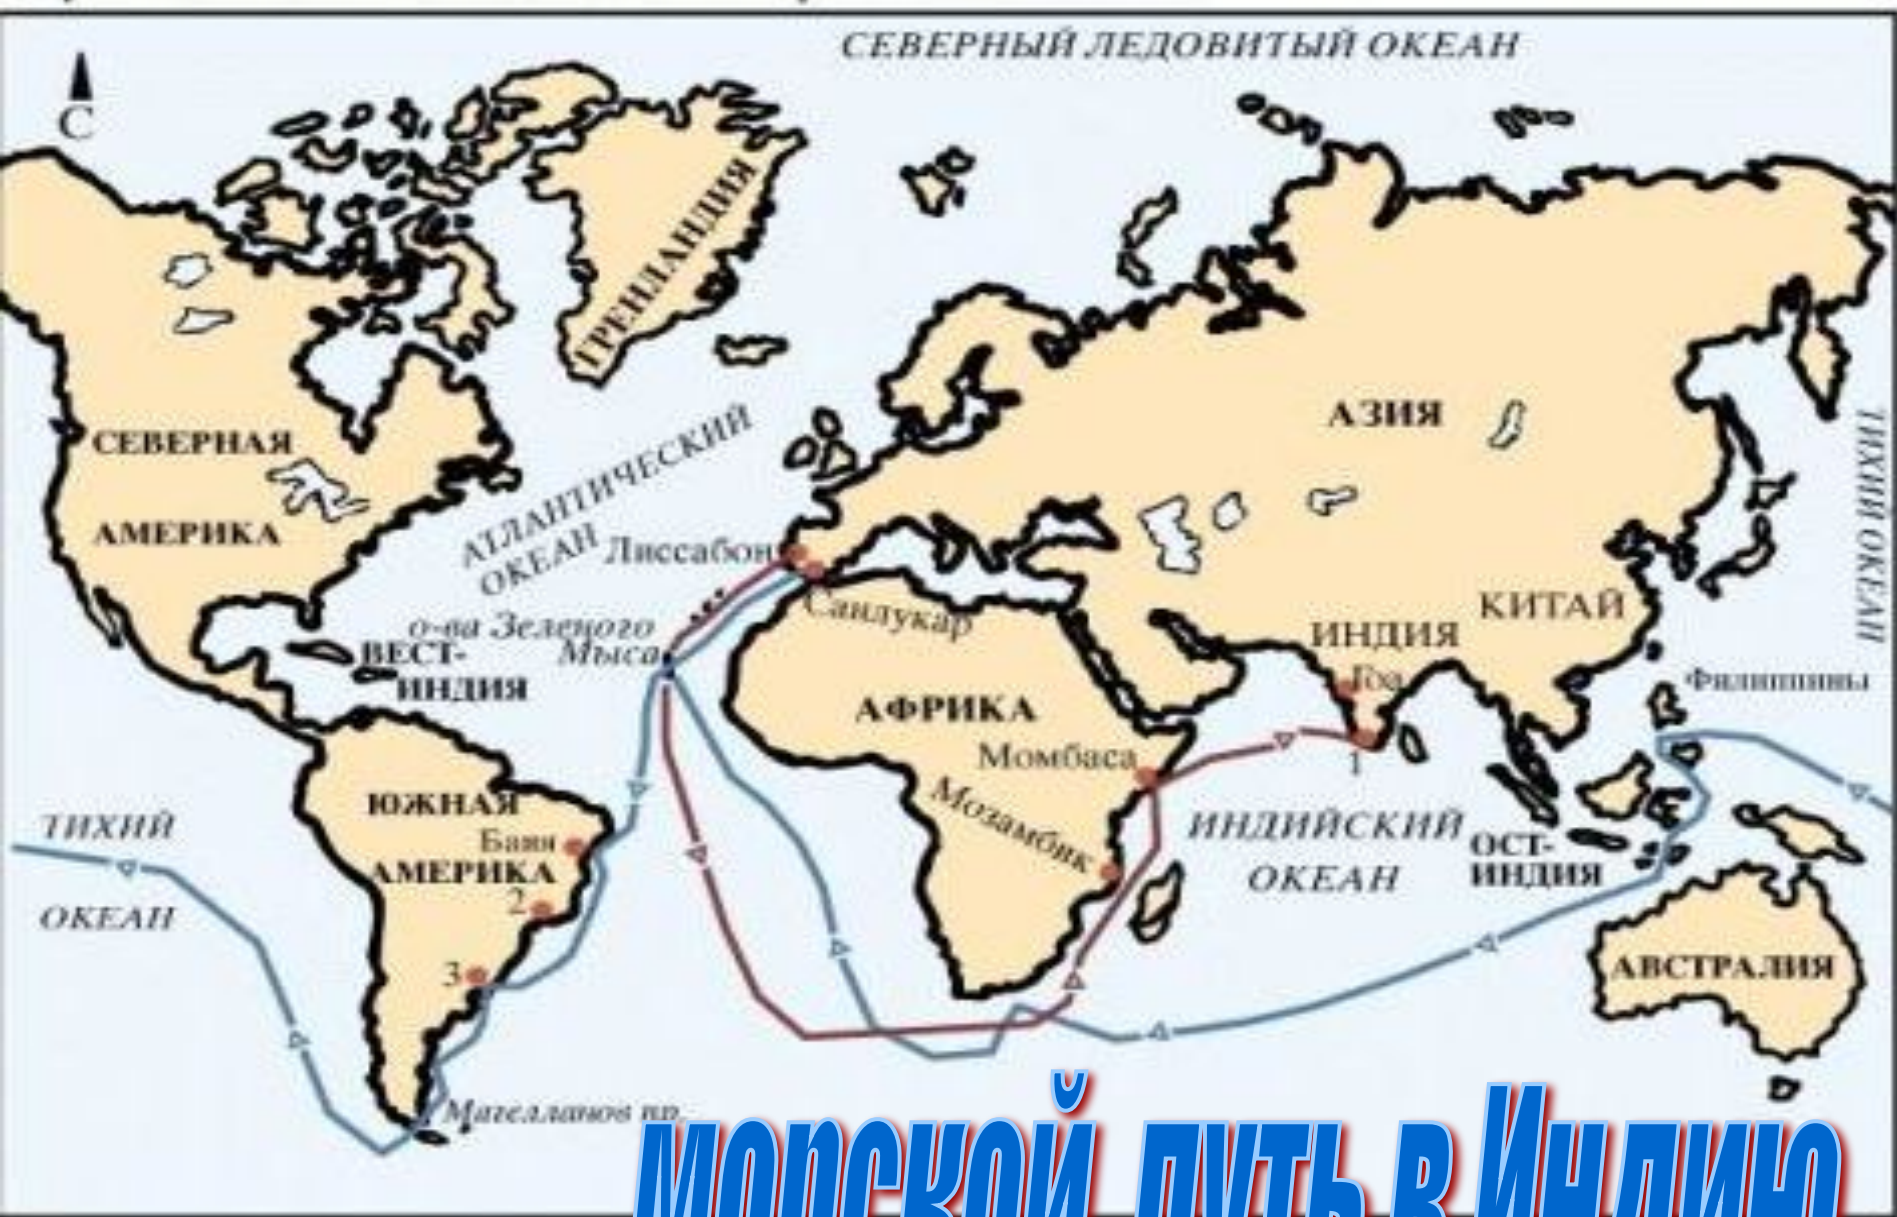 СЕВЕРНЫЙ ЛЕДОВИТЫЙ ОКЕАН
С
ГРЕНЛАНДИЯ
СЕВЕРНАЯ
АМЕРИКА
АТЛАНТИЧЕСКИЙ
ОКЕАН
АЗИЯ
ТИХИЙ ОКЕАН
Лиссабон
Санлукар
о-ва Зеленого
Мыса
ВЕСТ-
ИНДИЯ
КИТАЙ
ИНДИЯ
Гоа
Филиппины
АФРИКА
Момбаса
Мозамбик
1
ЮЖНАЯ
Баия
АМЕРИКА
2
3
ТИХИЙ
ОКЕАН
ИНДИЙСКИЙ
ОКЕАН
ОСТ-
ИНДИЯ
АВСТРАЛИЯ
Магелланов пр.
морской путь в Индию